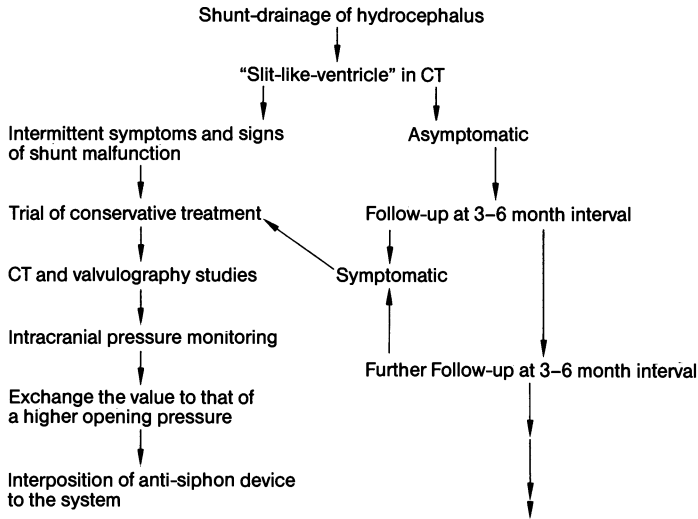 Shunt-drainage of hydrocephalus
“Slit-like-ventricle” in CT
Intermittent symptoms and signs
of shunt malfunction
Asymptomatic
Trial of conservative treatment
Follow-up at 3–6 month interval
CT and valvulography studies
Symptomatic
Intracranial pressure monitoring
Further Follow-up at 3–6 month interval
Exchange the value to that of
a higher opening pressure
Interposition of anti-siphon device
to the system